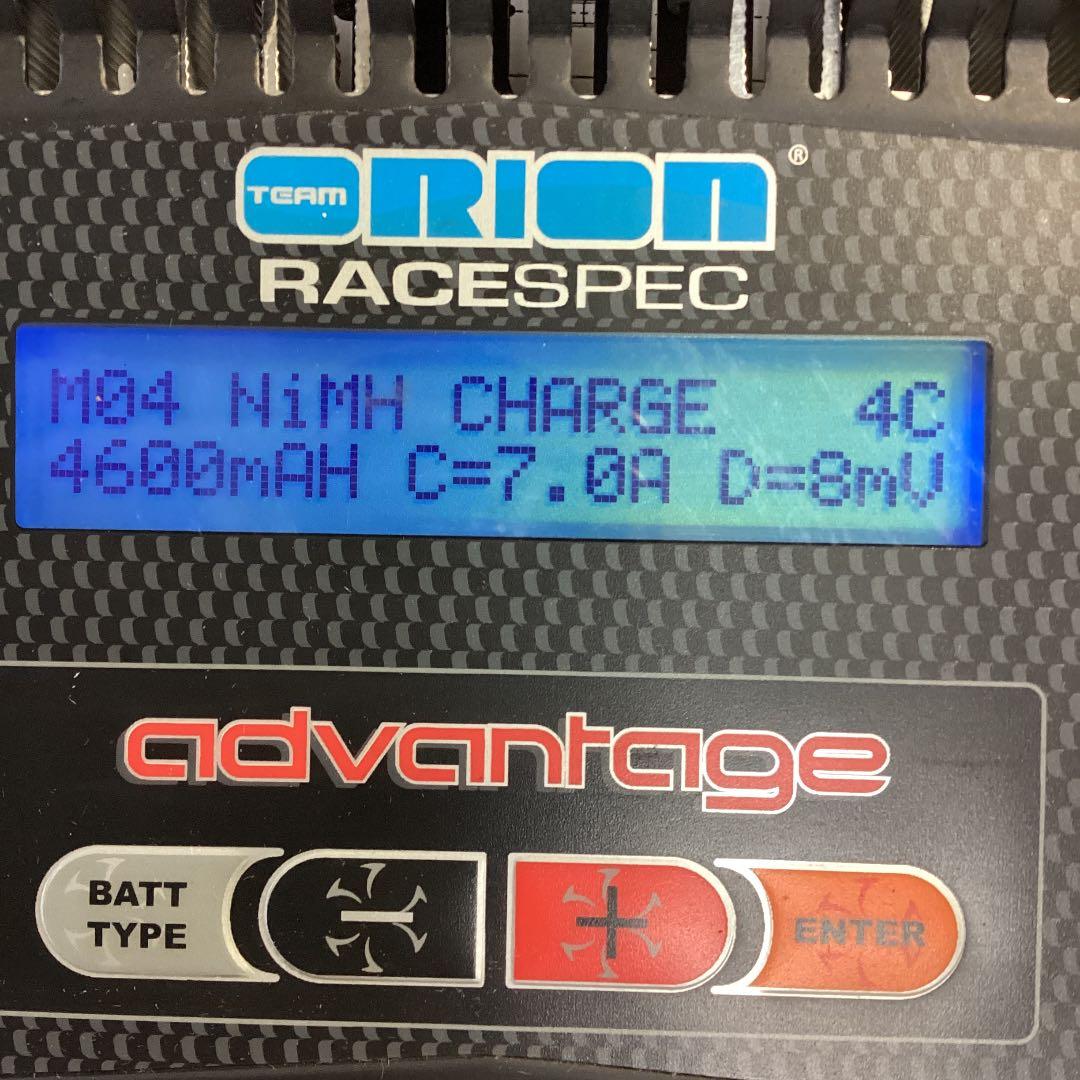 TEAM ORION®
RACESPEC
M04 NiMH CHARGE 4C
4600mAH C=7.0A D=8mV
advantage
BATT
TYPE
−
+
ENTER